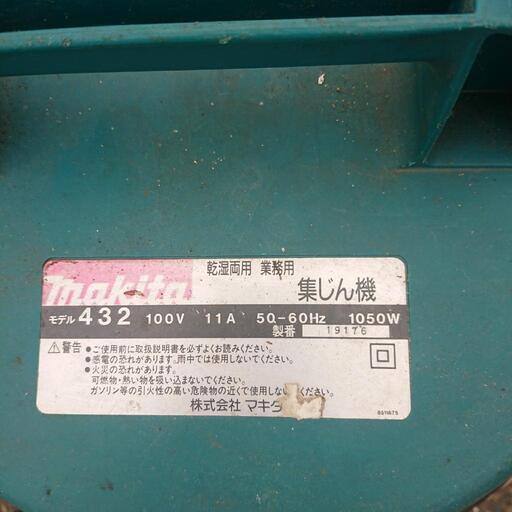 乾湿両用 業務用
makita 集じん機
モデル 432 100V 11A 50-60Hz 1050W
製番 19176
⚠警告 ●ご使用前に取扱説明書を必ずよくお読みください。
●感電の恐れがあります。雨中では使用しないでください。
●火災の恐れがあります。
可燃物・熱い物を吸い込まないでください。
ガソリン等の引火性の高い危険物の近くで使用しないください。
株式会社 マキタ